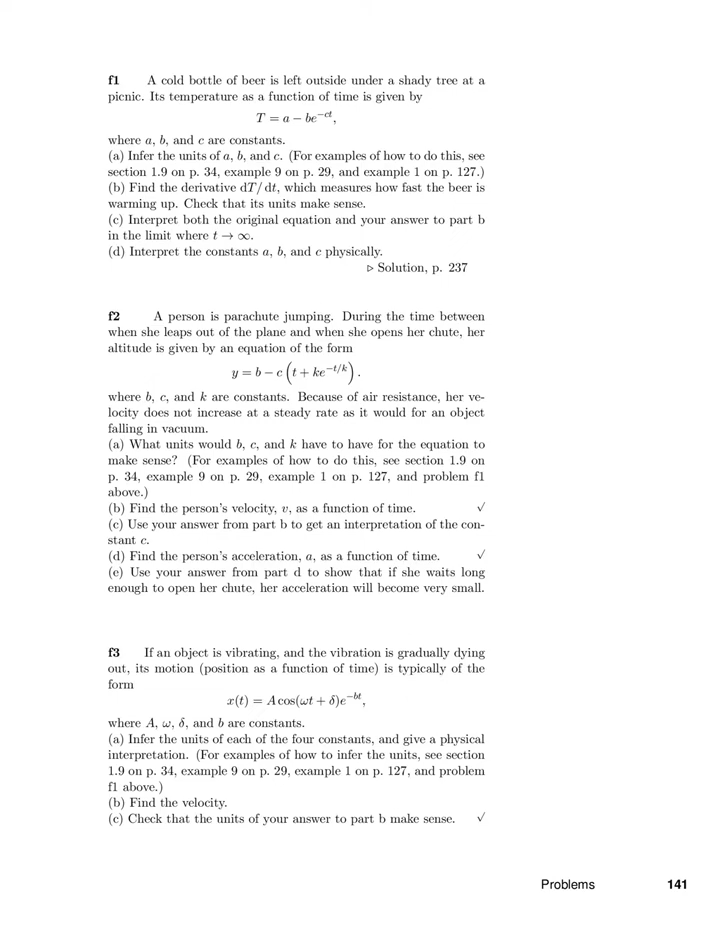 f1 A cold bottle of beer is left outside under a shady tree at a
picnic. Its temperature as a function of time is given by
T = a − be^{−ct},
where a, b, and c are constants.
(a) Infer the units of a, b, and c. (For examples of how to do this, see
section 1.9 on p. 34, example 9 on p. 29, and example 1 on p. 127.)
(b) Find the derivative dT/ dt, which measures how fast the beer is
warming up. Check that its units make sense.
(c) Interpret both the original equation and your answer to part b
in the limit where t → ∞.
(d) Interpret the constants a, b, and c physically.
▷ Solution, p. 237
f2 A person is parachute jumping. During the time between
when she leaps out of the plane and when she opens her chute, her
altitude is given by an equation of the form
y = b − c (t + ke^{−t/k}).
where b, c, and k are constants. Because of air resistance, her ve-
locity does not increase at a steady rate as it would for an object
falling in vacuum.
(a) What units would b, c, and k have to have for the equation to
make sense? (For examples of how to do this, see section 1.9 on
p. 34, example 9 on p. 29, example 1 on p. 127, and problem f1
above.)
(b) Find the person's velocity, v, as a function of time. √
(c) Use your answer from part b to get an interpretation of the con-
stant c.
(d) Find the person's acceleration, a, as a function of time. √
(e) Use your answer from part d to show that if she waits long
enough to open her chute, her acceleration will become very small.
f3 If an object is vibrating, and the vibration is gradually dying
out, its motion (position as a function of time) is typically of the
form
x(t) = A cos(ωt + δ)e^{−bt},
where A, ω, δ, and b are constants.
(a) Infer the units of each of the four constants, and give a physical
interpretation. (For examples of how to infer the units, see section
1.9 on p. 34, example 9 on p. 29, example 1 on p. 127, and problem
f1 above.)
(b) Find the velocity.
(c) Check that the units of your answer to part b make sense. √
Problems 141